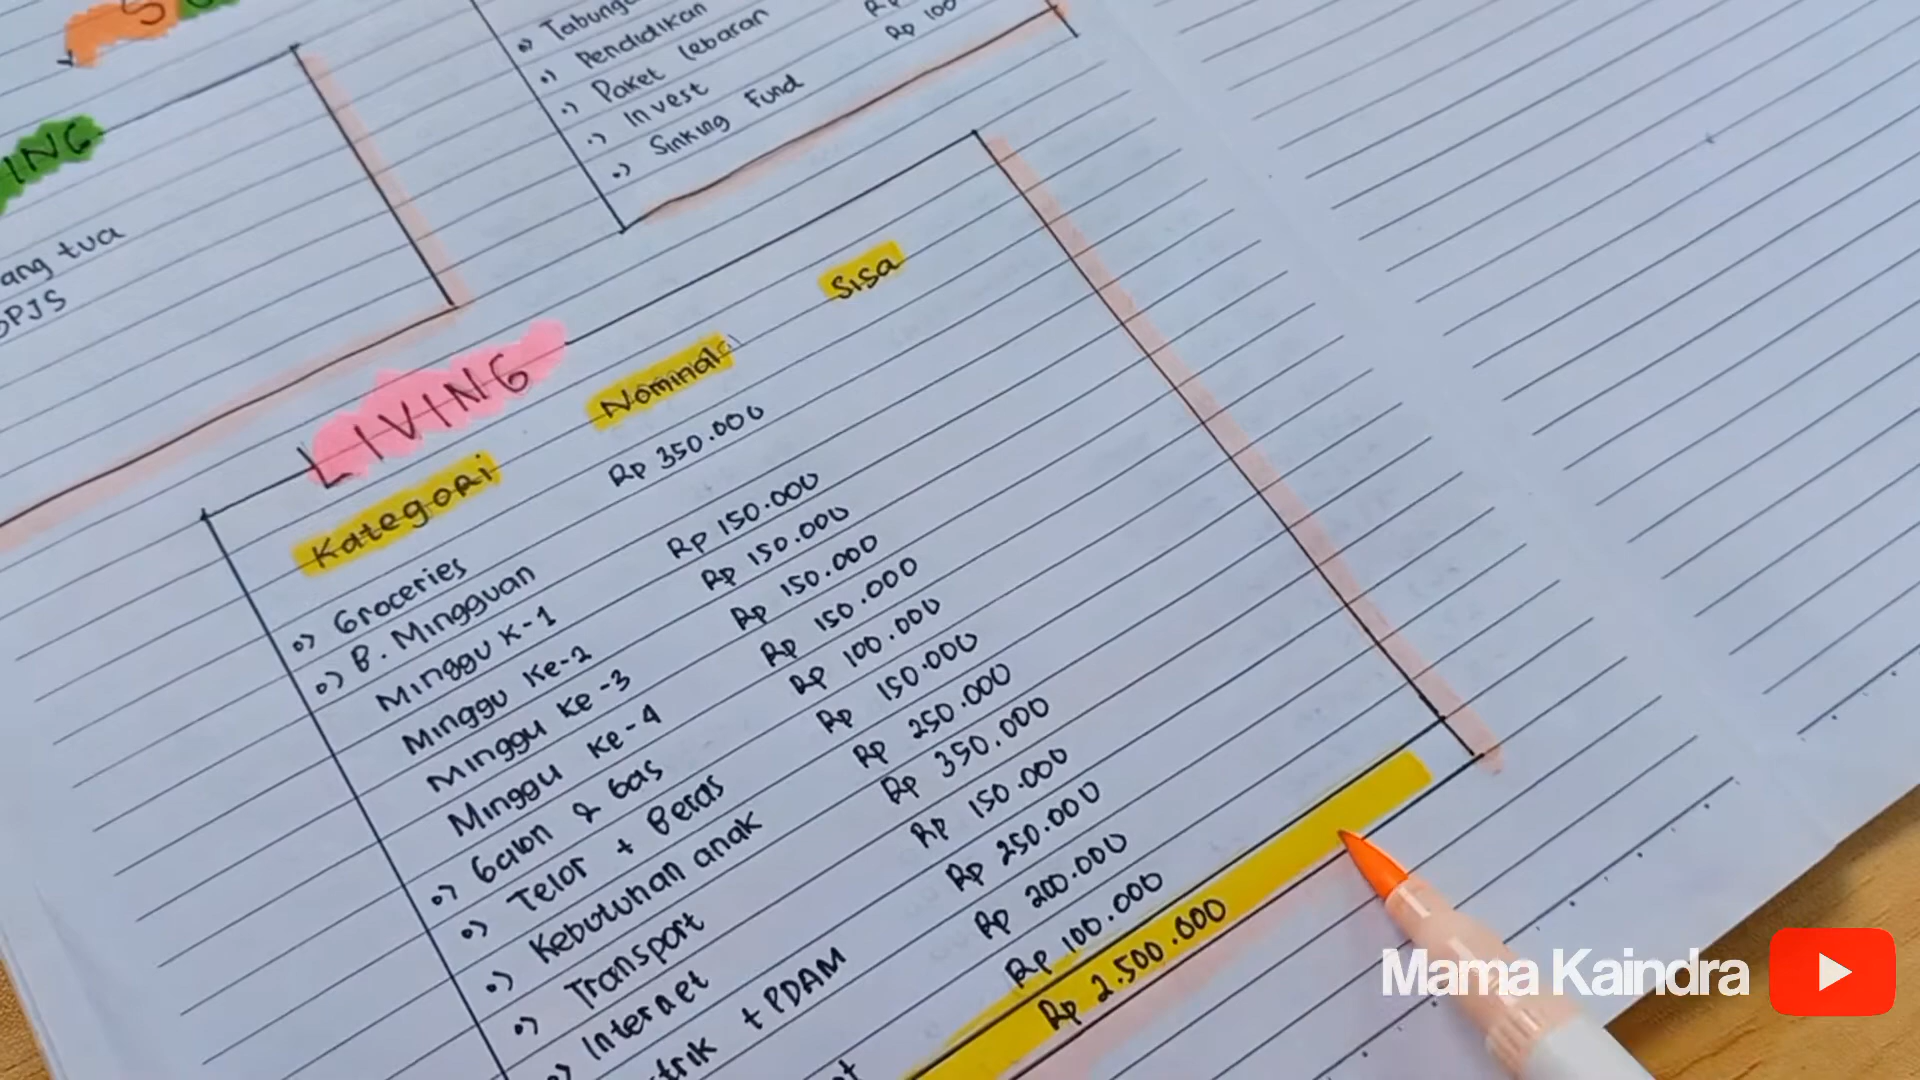 ING
ang tua
BPJS
Pendidikan
Paket lebaran
Invest
Rp 100
Sinking Fund
LIVING
Kategori Nominal Sisa
•) Groceries Rp 350.000
•) B. Mingguan
Minggu K-1 Rp 150.000
Minggu Ke-2 Rp 150.000
Minggu Ke-3 Rp 150.000
Minggu Ke-4 Rp 150.000
•) Galon & Gas Rp 100.000
•) Telor + Beras Rp 150.000
•) Kebutuhan anak Rp 250.000
•) Transport Rp 350.000
•) Internet Rp 150.000
trik + PDAM Rp 250.000
Rp 200.000
Rp 100.000
Rp 2.500.000
Mama Kaindra